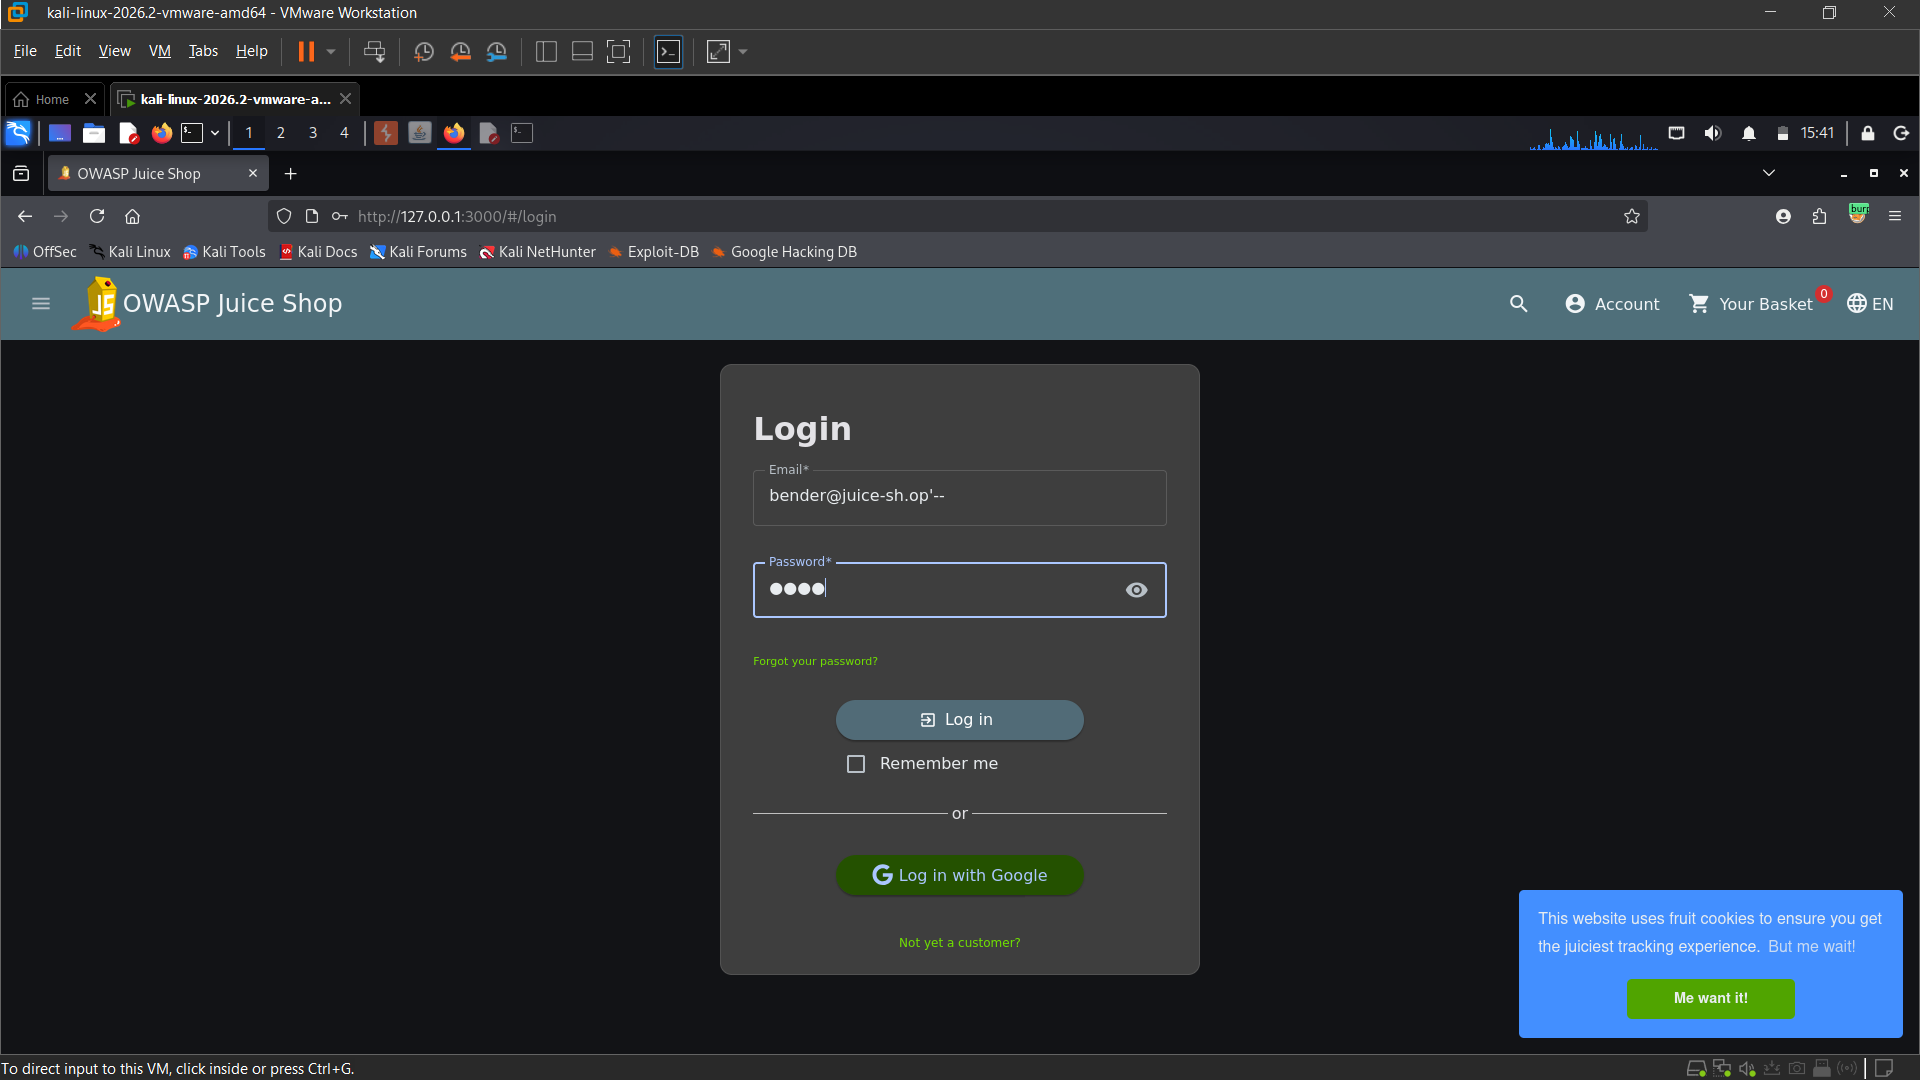 kali-linux-2026.2-vmware-amd64 - VMware Workstation
File Edit View VM Tabs Help
Home
kali-linux-2026.2-vmware-a...
1 2 3 4
15:41
OWASP Juice Shop
http://127.0.0.1:3000/#/login
burp
OffSec Kali Linux Kali Tools Kali Docs Kali Forums Kali NetHunter Exploit-DB Google Hacking DB
JS
OWASP Juice Shop
Account
Your Basket
0
EN
Login
Email*
bender@juice-sh.op'--
Password*
Forgot your password?
Log in
Remember me
or
G Log in with Google
Not yet a customer?
This website uses fruit cookies to ensure you get
the juiciest tracking experience. But me wait!
Me want it!
To direct input to this VM, click inside or press Ctrl+G.